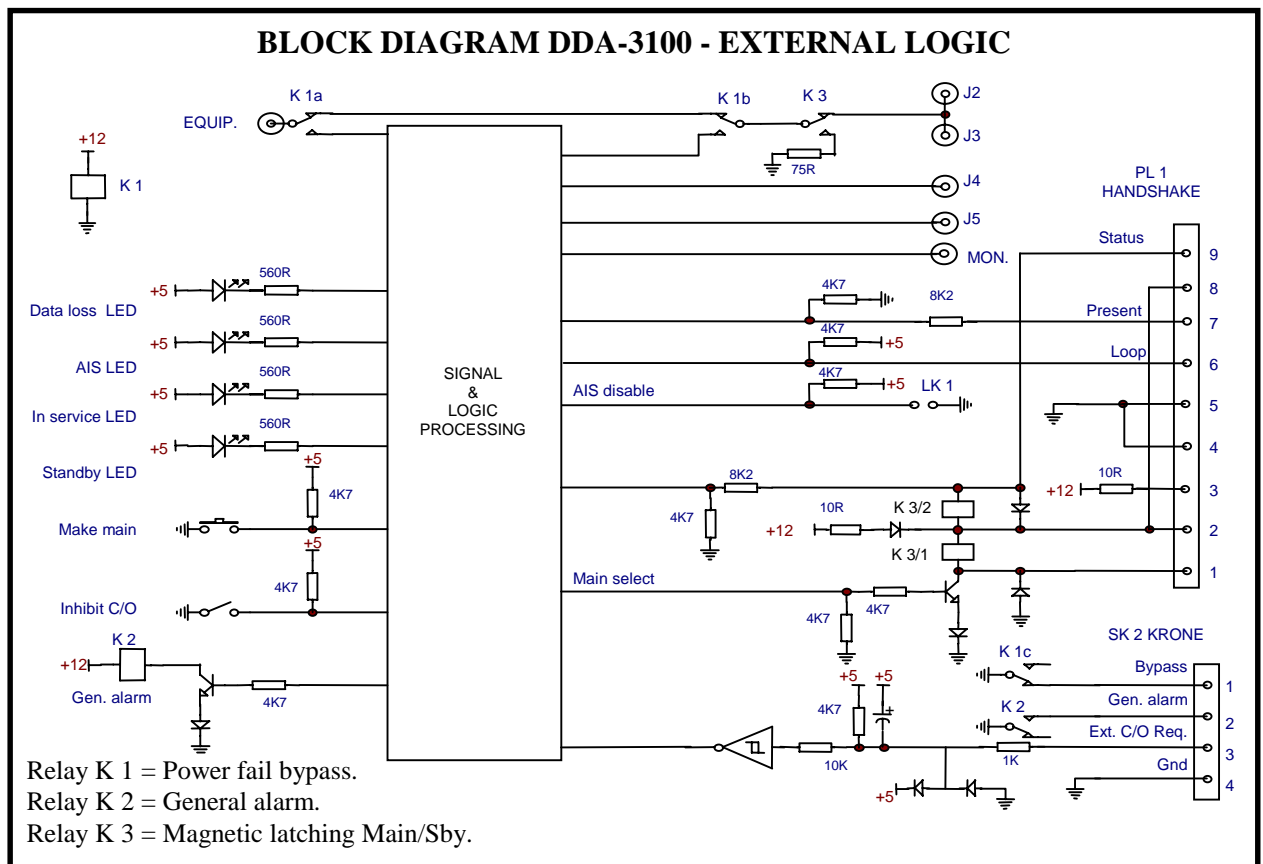 BLOCK DIAGRAM DDA-3100 - EXTERNAL LOGIC
K 1a
K 1b
K 3
J2
EQUIP.
J3
+12
K 1
75R
J4
PL 1
HANDSHAKE
J5
MON.
Status
9
8
560R
+5
Data loss LED
4K7
8K2
Present
7
560R
+5
AIS LED
4K7
+5
Loop
6
SIGNAL
&
LOGIC
PROCESSING
560R
+5
In service LED
AIS disable
4K7
+5
LK 1
5
560R
+5
Standby LED
4
+5
4K7
8K2
10R
+12
3
Make main
4K7
+12
10R
K 3/2
2
+5
4K7
K 3/1
1
Inhibit C/O
Main select
4K7
4K7
K 2
+12
Gen. alarm
4K7
SK 2 KRONE
K 1c
Bypass
1
+5
+5
Gen. alarm
2
4K7
+
K 2
Ext. C/O Req.
3
10K
1K
Gnd
4
+5
Relay K 1 = Power fail bypass.
Relay K 2 = General alarm.
Relay K 3 = Magnetic latching Main/Sby.